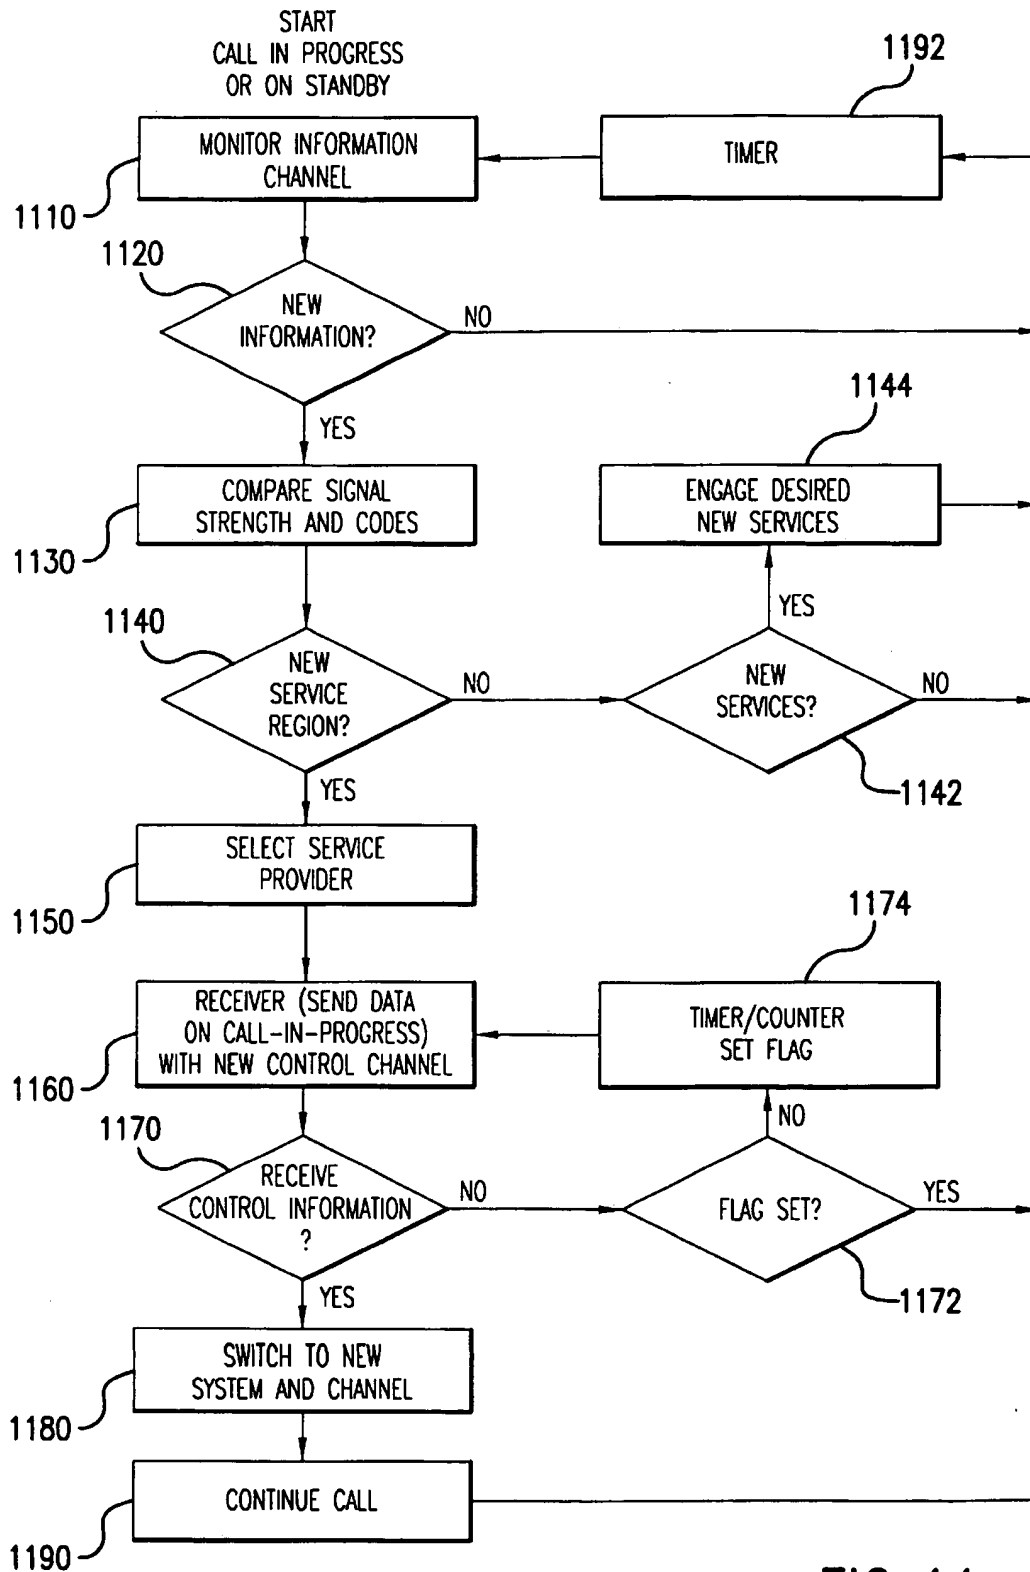 START
CALL IN PROGRESS
OR ON STANDBY
1192
MONITOR INFORMATION
CHANNEL
TIMER
1110
1120
NEW
INFORMATION?
NO
YES
1144
COMPARE SIGNAL
STRENGTH AND CODES
ENGAGE DESIRED
NEW SERVICES
1130
YES
1140
NEW
SERVICE
REGION?
NO
NEW
SERVICES?
NO
YES
1142
SELECT SERVICE
PROVIDER
1150
1174
RECEIVER (SEND DATA
ON CALL-IN-PROGRESS)
WITH NEW CONTROL CHANNEL
TIMER/COUNTER
SET FLAG
1160
NO
1170
RECEIVE
CONTROL INFORMATION
?
NO
FLAG SET?
YES
YES
1172
SWITCH TO NEW
SYSTEM AND CHANNEL
1180
CONTINUE CALL
1190